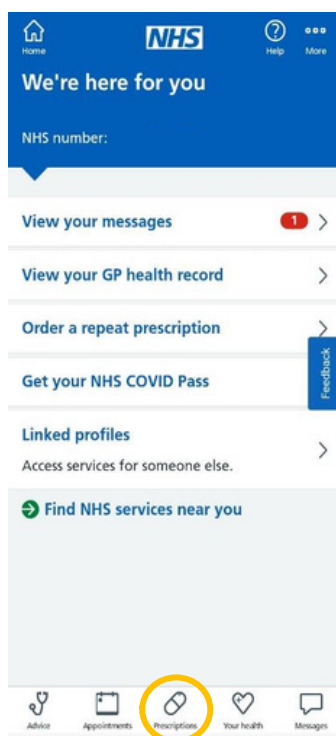 NHS
Home
Help
More
We're here for you
NHS number:
View your messages
1
View your GP health record
Order a repeat prescription
Feedback
Get your NHS COVID Pass
Linked profiles
Access services for someone else.
Find NHS services near you
Advice
Appointments
Prescriptions
Your health
Messages